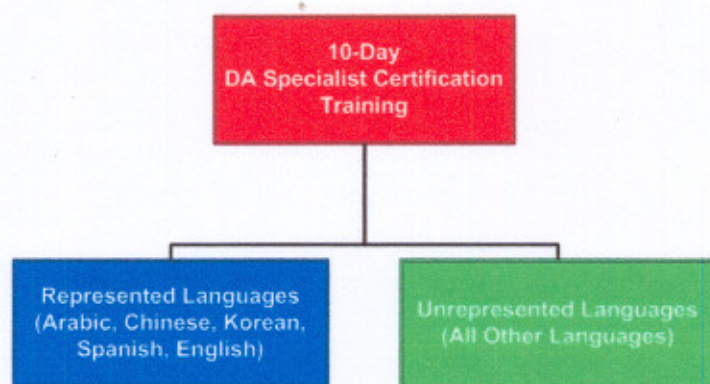 10-Day
DA Specialist Certification
Training
Represented Languages
(Arabic, Chinese, Korean,
Spanish, English)
Unrepresented Languages
(All Other Languages)